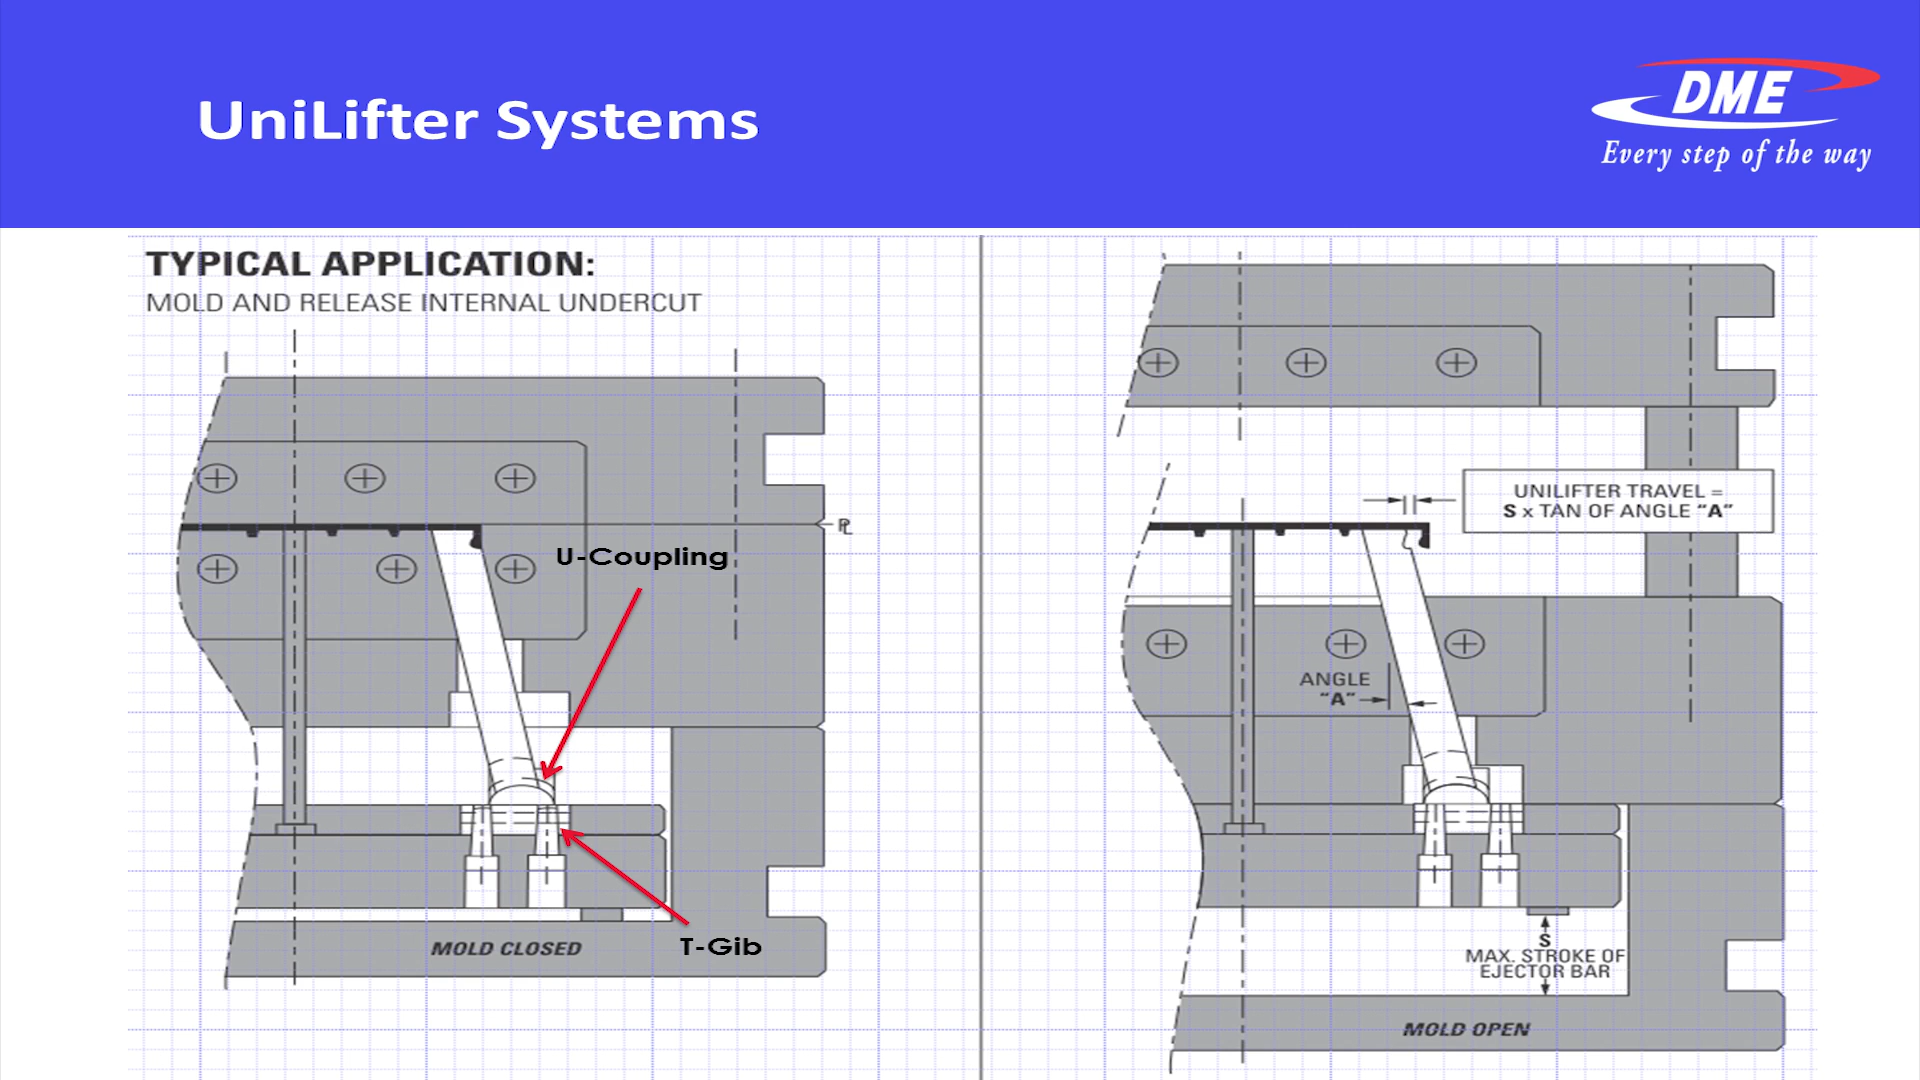 UniLifter Systems
DME
Every step of the way
TYPICAL APPLICATION:
MOLD AND RELEASE INTERNAL UNDERCUT
PL
U-Coupling
T-Gib
MOLD CLOSED
UNILIFTER TRAVEL =
S x TAN OF ANGLE “A”
ANGLE
“A”
S
MAX. STROKE OF
EJECTOR BAR
MOLD OPEN